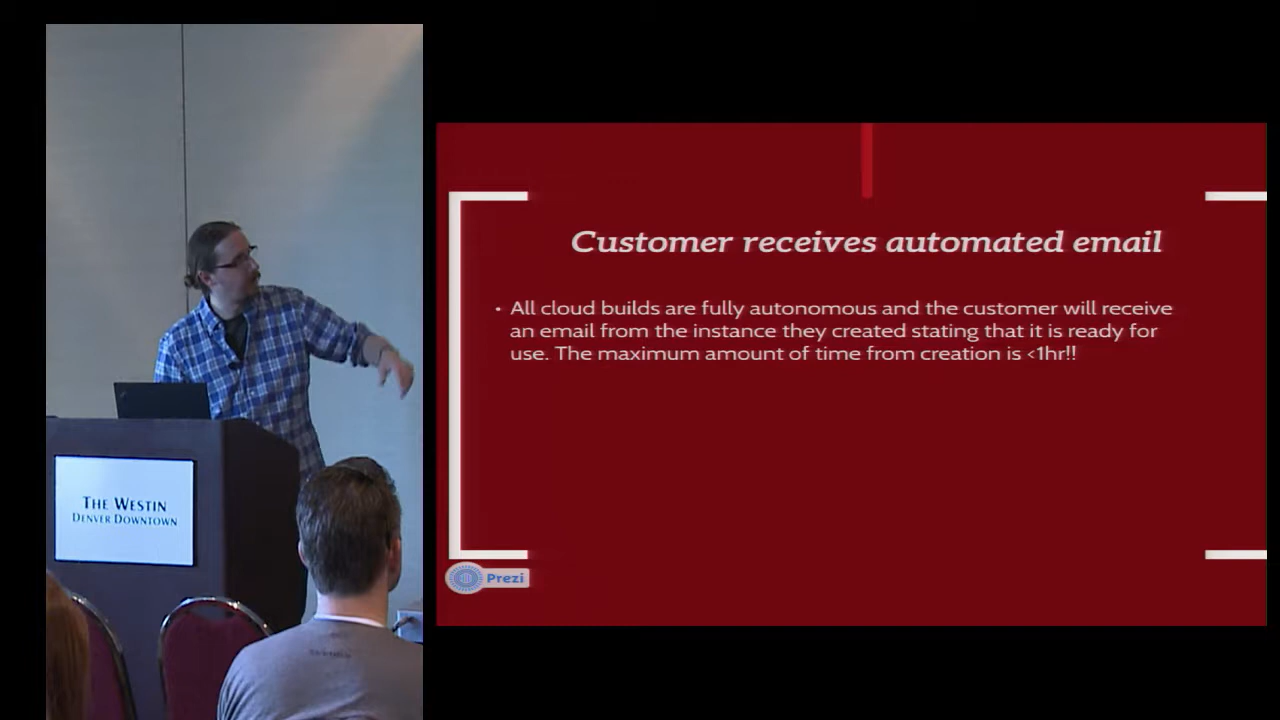 Customer receives automated email
• All cloud builds are fully autonomous and the customer will receive
an email from the instance they created stating that it is ready for
use. The maximum amount of time from creation is <1hr!!
Prezi
THE WESTIN
DENVER DOWNTOWN